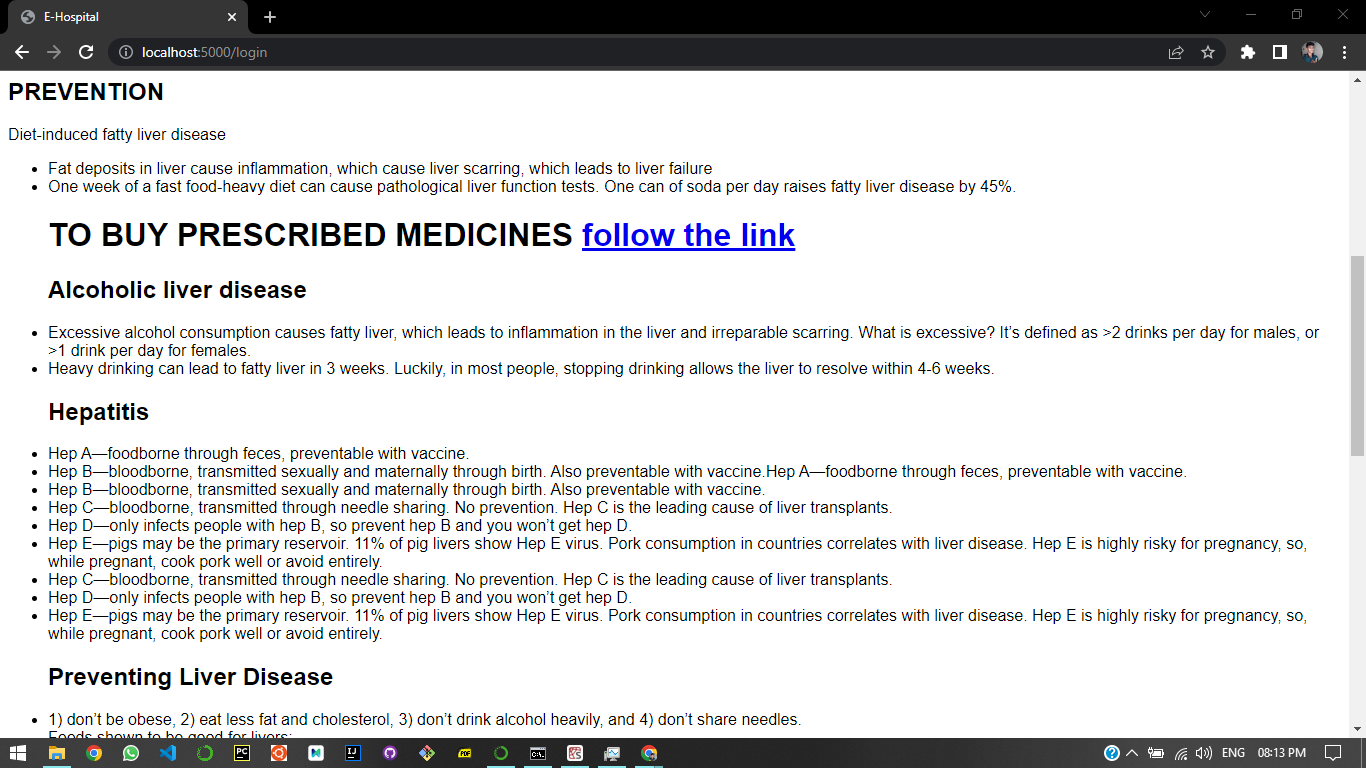 E-Hospital
localhost:5000/login
PREVENTION
Diet-induced fatty liver disease
• Fat deposits in liver cause inflammation, which cause liver scarring, which leads to liver failure
• One week of a fast food-heavy diet can cause pathological liver function tests. One can of soda per day raises fatty liver disease by 45%.
TO BUY PRESCRIBED MEDICINES follow the link
Alcoholic liver disease
• Excessive alcohol consumption causes fatty liver, which leads to inflammation in the liver and irreparable scarring. What is excessive? It’s defined as >2 drinks per day for males, or
>1 drink per day for females.
• Heavy drinking can lead to fatty liver in 3 weeks. Luckily, in most people, stopping drinking allows the liver to resolve within 4-6 weeks.
Hepatitis
• Hep A—foodborne through feces, preventable with vaccine.
• Hep B—bloodborne, transmitted sexually and maternally through birth. Also preventable with vaccine.Hep A—foodborne through feces, preventable with vaccine.
• Hep B—bloodborne, transmitted sexually and maternally through birth. Also preventable with vaccine.
• Hep C—bloodborne, transmitted through needle sharing. No prevention. Hep C is the leading cause of liver transplants.
• Hep D—only infects people with hep B, so prevent hep B and you won’t get hep D.
• Hep E—pigs may be the primary reservoir. 11% of pig livers show Hep E virus. Pork consumption in countries correlates with liver disease. Hep E is highly risky for pregnancy, so,
while pregnant, cook pork well or avoid entirely.
• Hep C—bloodborne, transmitted through needle sharing. No prevention. Hep C is the leading cause of liver transplants.
• Hep D—only infects people with hep B, so prevent hep B and you won’t get hep D.
• Hep E—pigs may be the primary reservoir. 11% of pig livers show Hep E virus. Pork consumption in countries correlates with liver disease. Hep E is highly risky for pregnancy, so,
while pregnant, cook pork well or avoid entirely.
Preventing Liver Disease
• 1) don’t be obese, 2) eat less fat and cholesterol, 3) don’t drink alcohol heavily, and 4) don’t share needles.
Foods shown to be good for livers:
PC
IJ
PDF
C:\.
ENG
08:13 PM